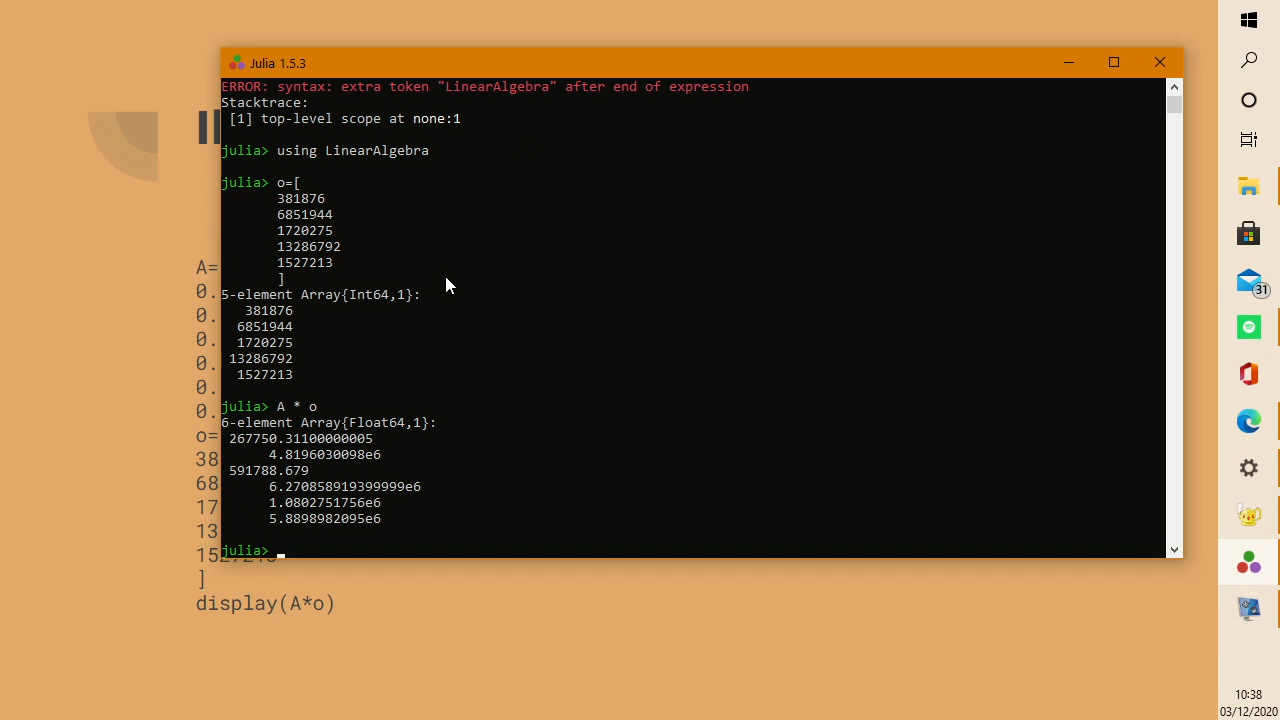 Julia 1.5.3
ERROR: syntax: extra token "LinearAlgebra" after end of expression
Stacktrace:
[1] top-level scope at none:1
julia> using LinearAlgebra
julia> o=[
381876
6851944
1720275
13286792
1527213
]
5-element Array{Int64,1}:
381876
6851944
1720275
13286792
1527213
julia> A * o
6-element Array{Float64,1}:
267750.31100000005
4.8196030098e6
591788.679
6.270858919399999e6
1.0802751756e6
5.8898982095e6
julia>
A=
0.
0.
0.
0.
0.
0.
o=
38
68
17
13
]
display(A*o)
31
10:38
03/12/2020